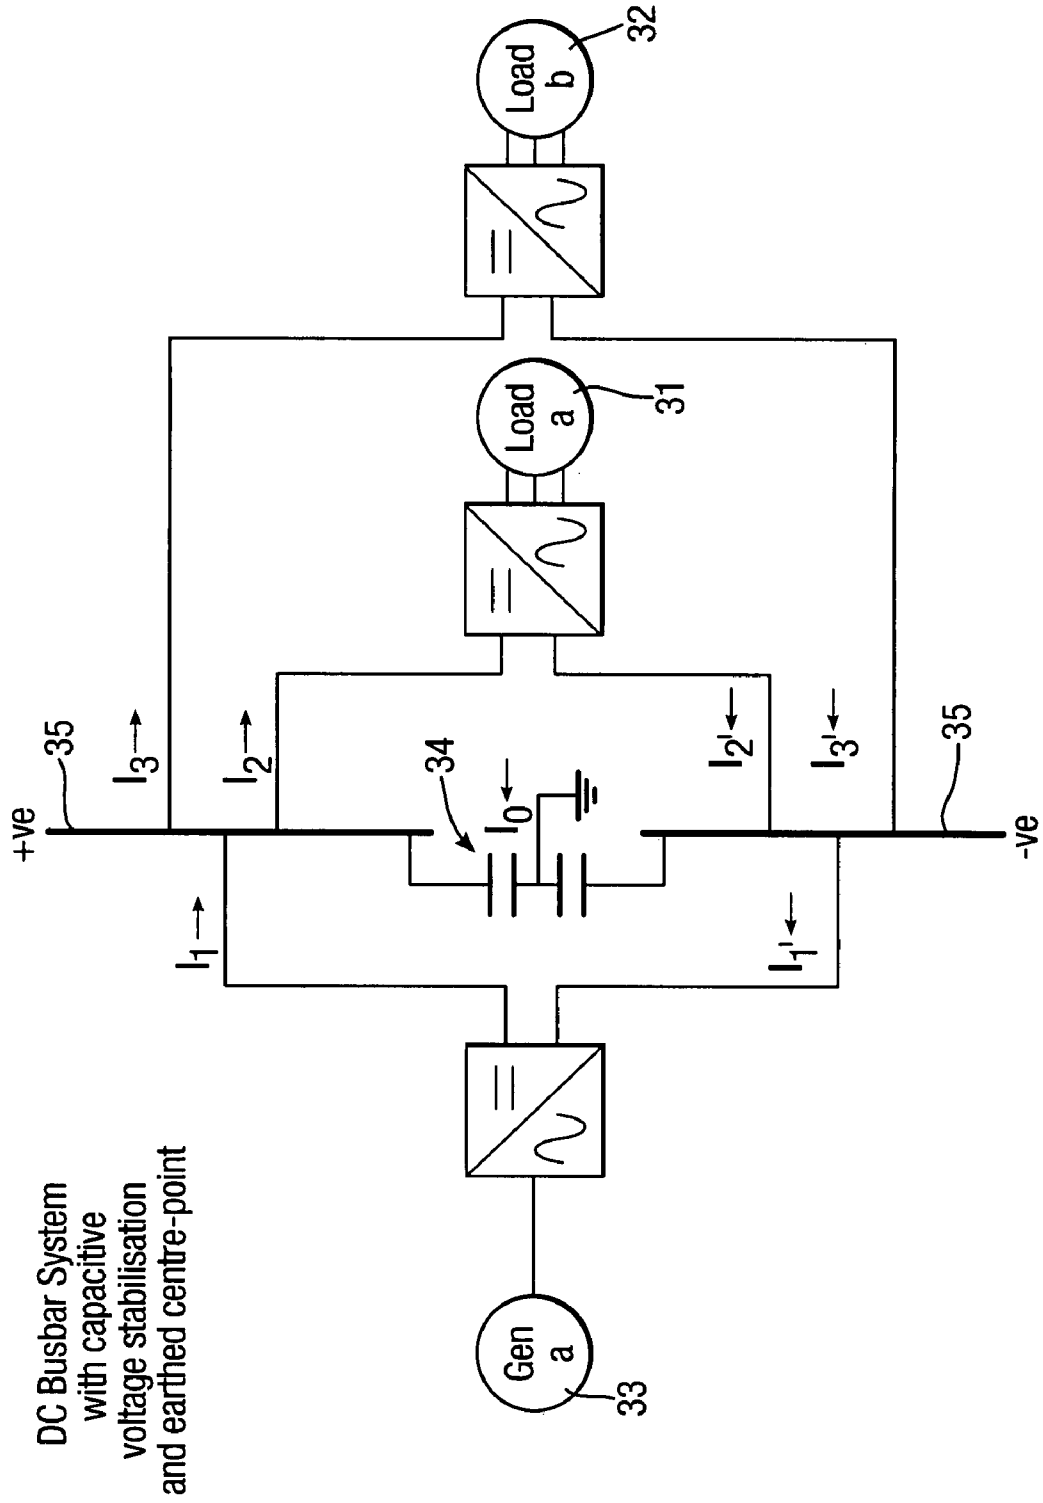 DC Busbar System
with capacitive
voltage stabilisation
and earthed centre-point
+ve
35
I1
I3
I2
34
I0
I1'
I2'
I3'
35
-ve
Gen
a
33
Load
a
31
Load
b
32